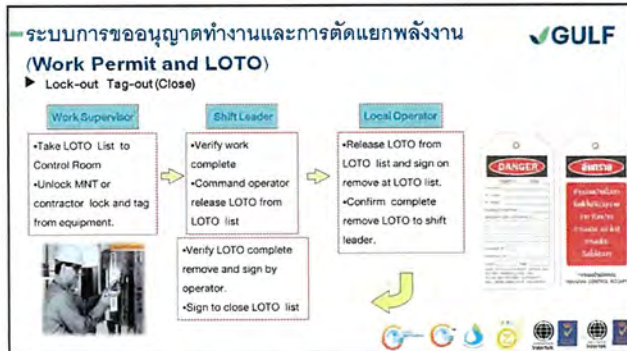 ระบบการขออนุญาตทำงานและการตัดแยกพลังงาน
GULF
(Work Permit and LOTO)
Lock-out Tag-out(Close)
Work Supervisor
•Take LOTO List to
Control Room
•Unlock MNT or
contractor lock and tag
from equipment.
Shift Leader
•Verify work
complete
•Command operator
release LOTO from
LOTO list
•Verify LOTO complete
remove and sign by
operator.
•Sign to close LOTO list
Local Operator
•Release LOTO from
LOTO list and sign on
remove at LOTO list.
•Confirm complete
remove LOTO to shift
leader.
DANGER
อันตราย